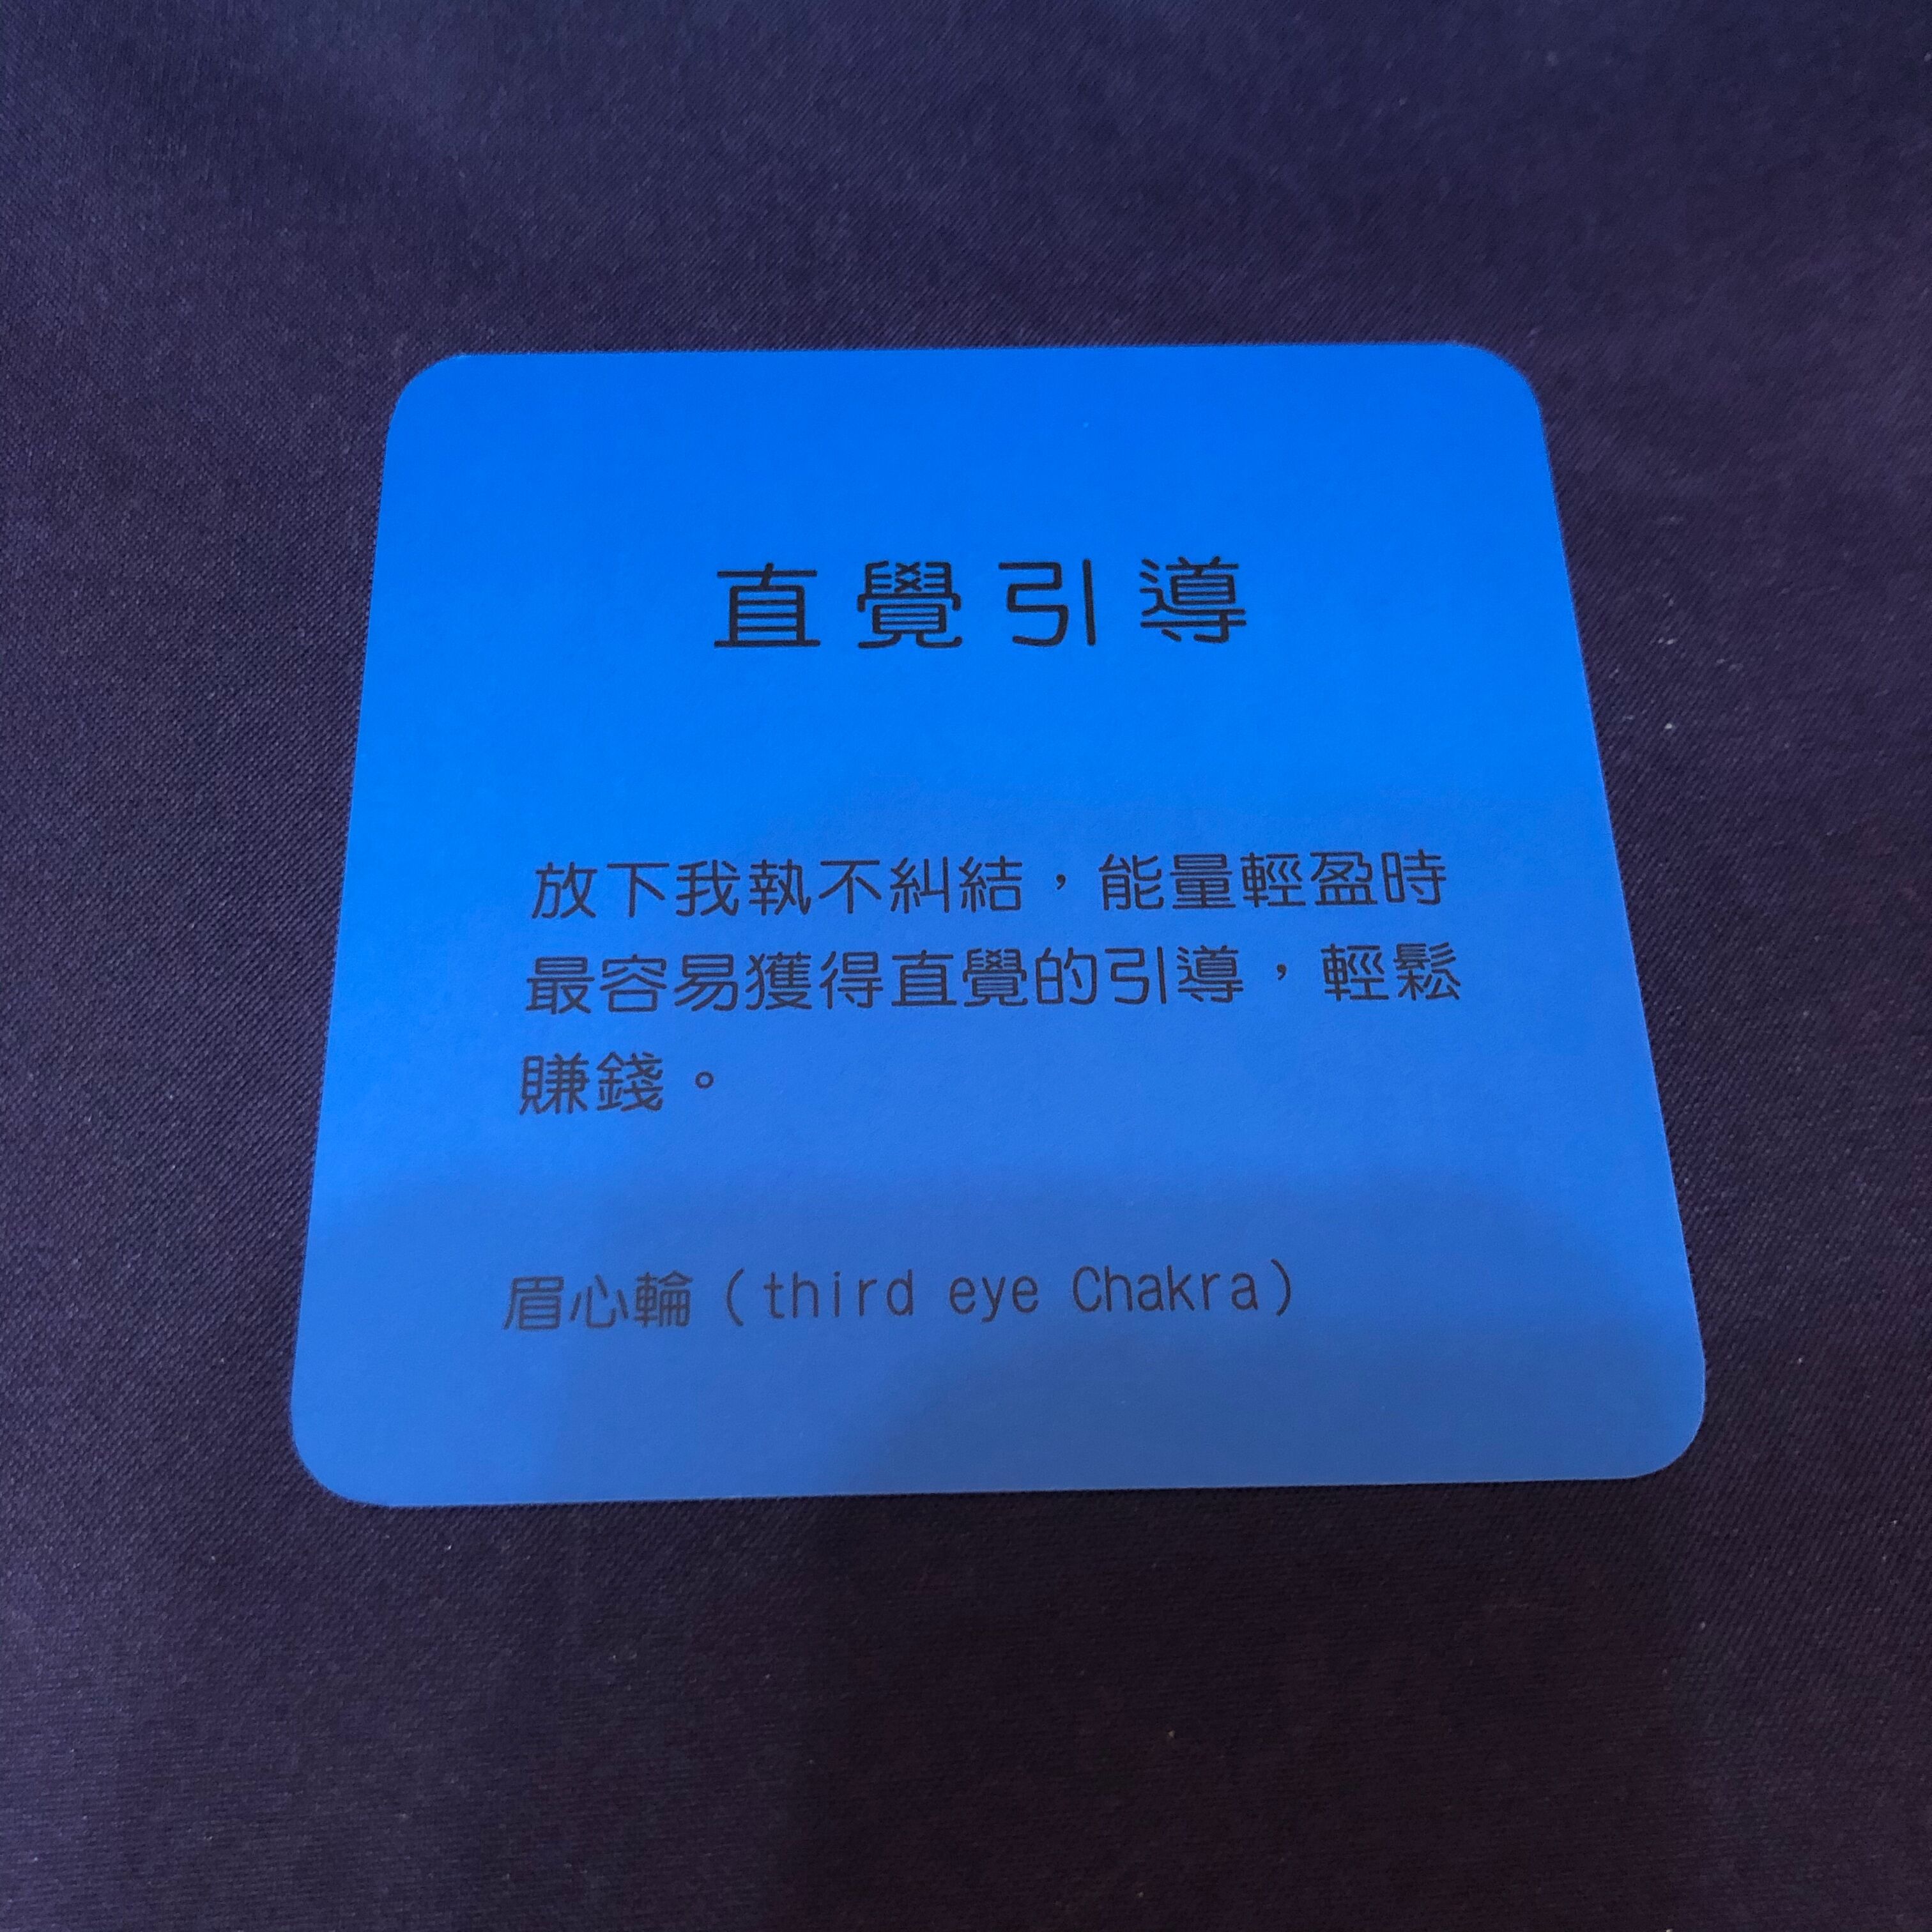 直覺引導
放下我執不糾結，能量輕盈時
最容易獲得直覺的引導，輕鬆
賺錢。
眉心輪（third eye Chakra）